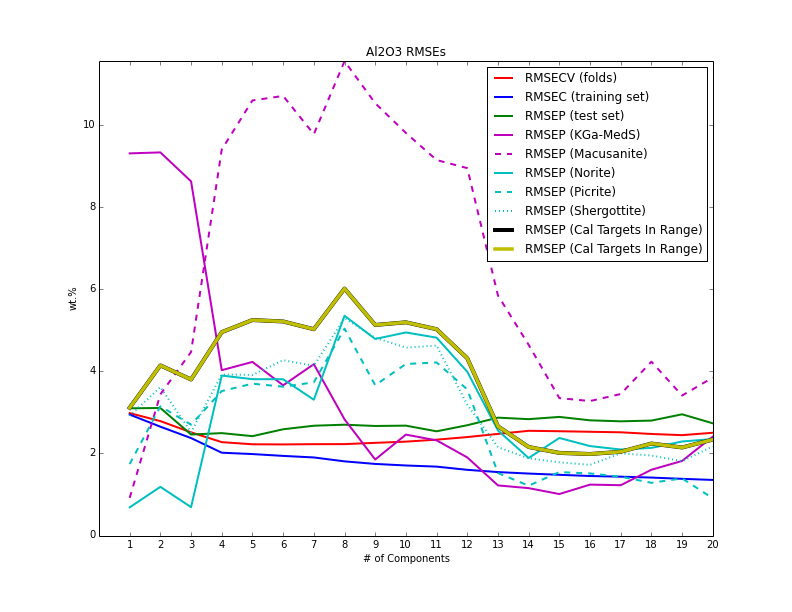 Al2O3 RMSEs
RMSECV (folds)
RMSEC (training set)
RMSEP (test set)
RMSEP (KGa-MedS)
RMSEP (Macusanite)
RMSEP (Norite)
RMSEP (Picrite)
RMSEP (Shergottite)
RMSEP (Cal Targets In Range)
RMSEP (Cal Targets In Range)
wt.%
10
8
6
4
2
0
1 2 3 4 5 6 7 8 9 10 11 12 13 14 15 16 17 18 19 20
# of Components